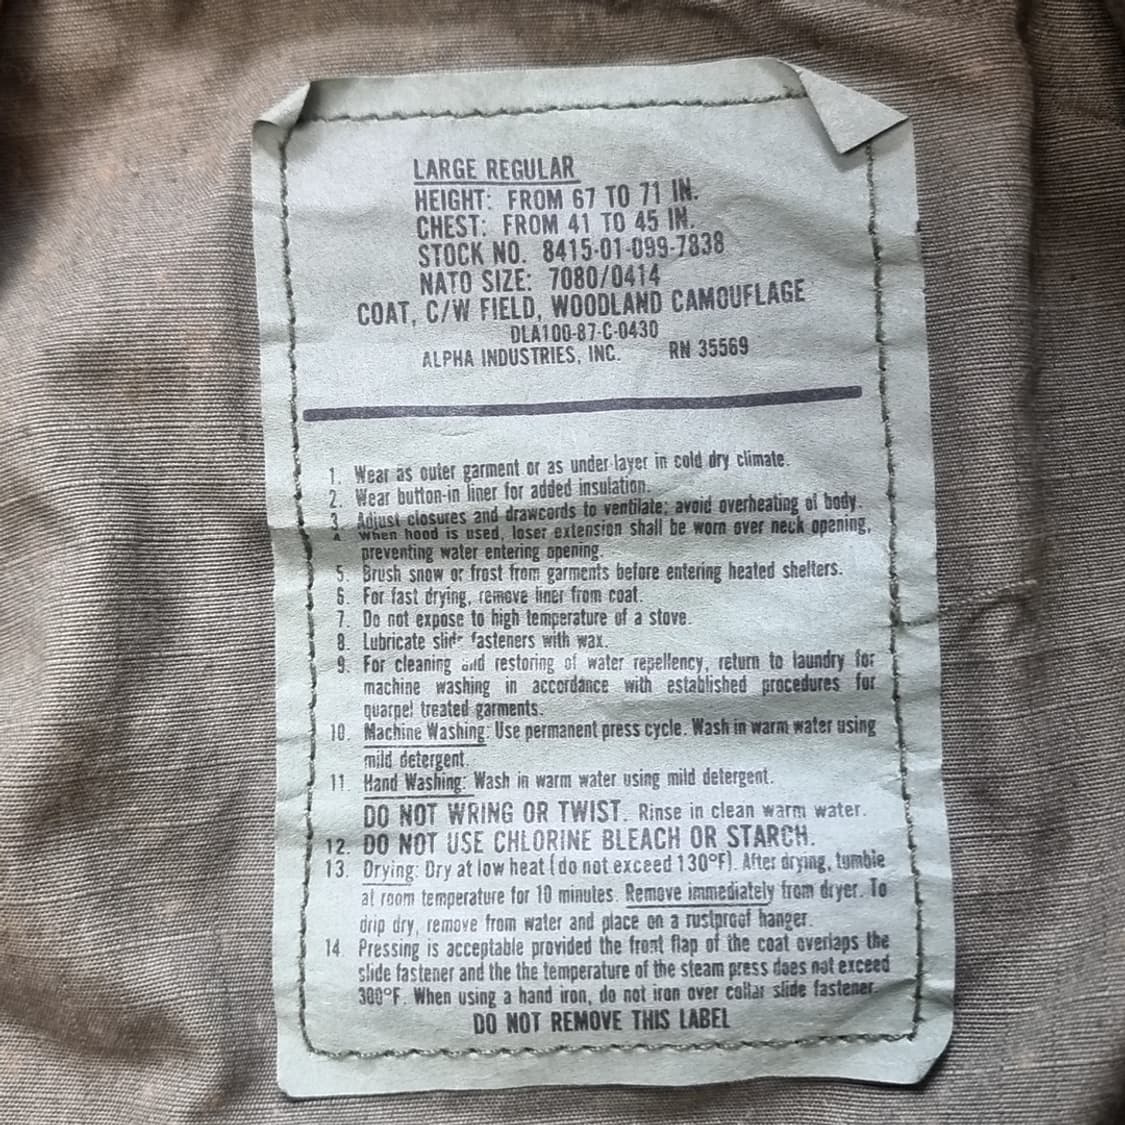 LARGE REGULAR
HEIGHT: FROM 67 TO 71 IN.
CHEST: FROM 41 TO 45 IN.
STOCK NO. 8415-01-099-7838
NATO SIZE: 7080/0414
COAT, C/W FIELD, WOODLAND CAMOUFLAGE
DLA100-87-C-0430
ALPHA INDUSTRIES, INC. RN 35569
1. Wear as outer garment or as under layer in cold dry climate.
2. Wear button-in liner for added insulation.
3. Adjust closures and drawcords to ventilate; avoid overheating of body.
When hood is used, loser extension shall be worn over neck opening,
preventing water entering opening.
5. Brush snow or frost from garments before entering heated shelters.
6. For fast drying, remove liner from coat.
7. Do not expose to high temperature of a stove.
8. Lubricate slide fasteners with wax.
9. For cleaning and restoring of water repellency, return to laundry for
machine washing in accordance with established procedures for
quarpel treated garments.
10. Machine Washing: Use permanent press cycle. Wash in warm water using
mild detergent.
11. Hand Washing: Wash in warm water using mild detergent.
DO NOT WRING OR TWIST. Rinse in clean warm water.
12. DO NOT USE CHLORINE BLEACH OR STARCH.
13. Drying: Dry at low heat (do not exceed 130°F). After drying, tumble
at room temperature for 10 minutes. Remove immediately from dryer. To
drip dry, remove from water and place on a rustproof hanger.
14. Pressing is acceptable provided the front flap of the coat overlaps the
slide fastener and the the temperature of the steam press does not exceed
300°F. When using a hand iron, do not iron over collar slide fastener.
DO NOT REMOVE THIS LABEL